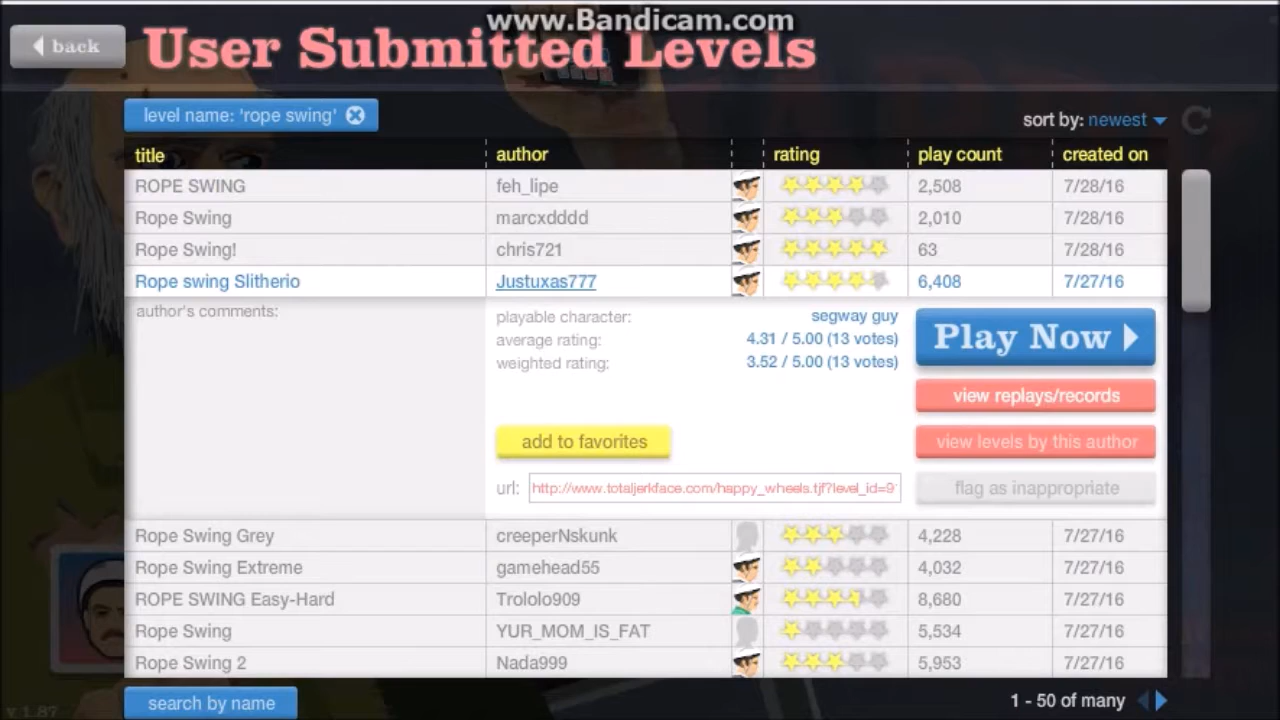 www.Bandicam.com
back
User Submitted Levels
level name: 'rope swing'
sort by: newest
title author rating play count created on
ROPE SWING feh_lipe 2,508 7/28/16
Rope Swing marcxdddd 2,010 7/28/16
Rope Swing! chris721 63 7/28/16
Rope swing Slitherio Justuxas777 6,408 7/27/16
author's comments:
playable character: segway guy
average rating: 4.31 / 5.00 (13 votes)
weighted rating: 3.52 / 5.00 (13 votes)
Play Now
view replays/records
add to favorites
view levels by this author
url: http://www.totaljerkface.com/happy_wheels.tjf?level_id=9
flag as inappropriate
Rope Swing Grey creeperNskunk 4,228 7/27/16
Rope Swing Extreme gamehead55 4,032 7/27/16
ROPE SWING Easy-Hard Trololo909 8,680 7/27/16
Rope Swing YUR_MOM_IS_FAT 5,534 7/27/16
Rope Swing 2 Nada999 5,953 7/27/16
search by name
1 - 50 of many
v 1.87